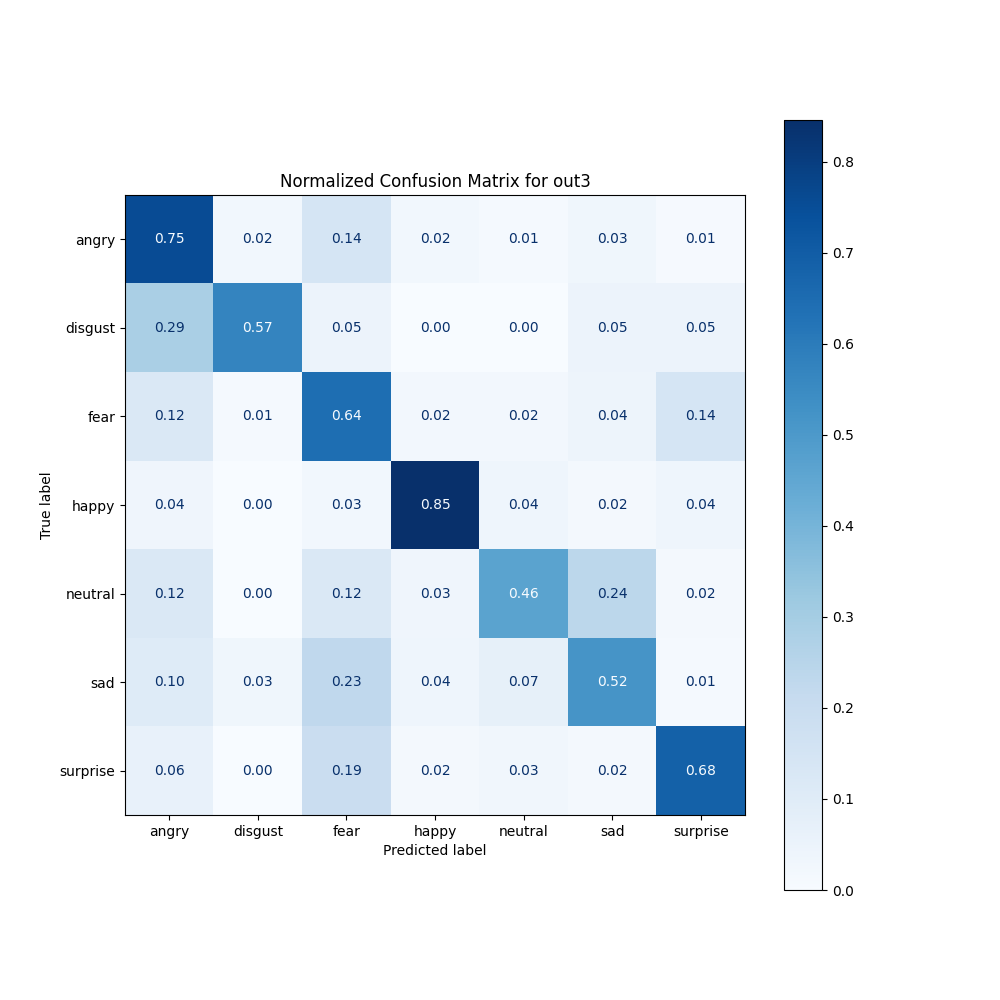 Normalized Confusion Matrix for out3
angry 0.75 0.02 0.14 0.02 0.01 0.03 0.01
disgust 0.29 0.57 0.05 0.00 0.00 0.05 0.05
fear 0.12 0.01 0.64 0.02 0.02 0.04 0.14
happy 0.04 0.00 0.03 0.85 0.04 0.02 0.04
neutral 0.12 0.00 0.12 0.03 0.46 0.24 0.02
sad 0.10 0.03 0.23 0.04 0.07 0.52 0.01
surprise 0.06 0.00 0.19 0.02 0.03 0.02 0.68
angry disgust fear happy neutral sad surprise
Predicted label
True label
0.8
0.7
0.6
0.5
0.4
0.3
0.2
0.1
0.0